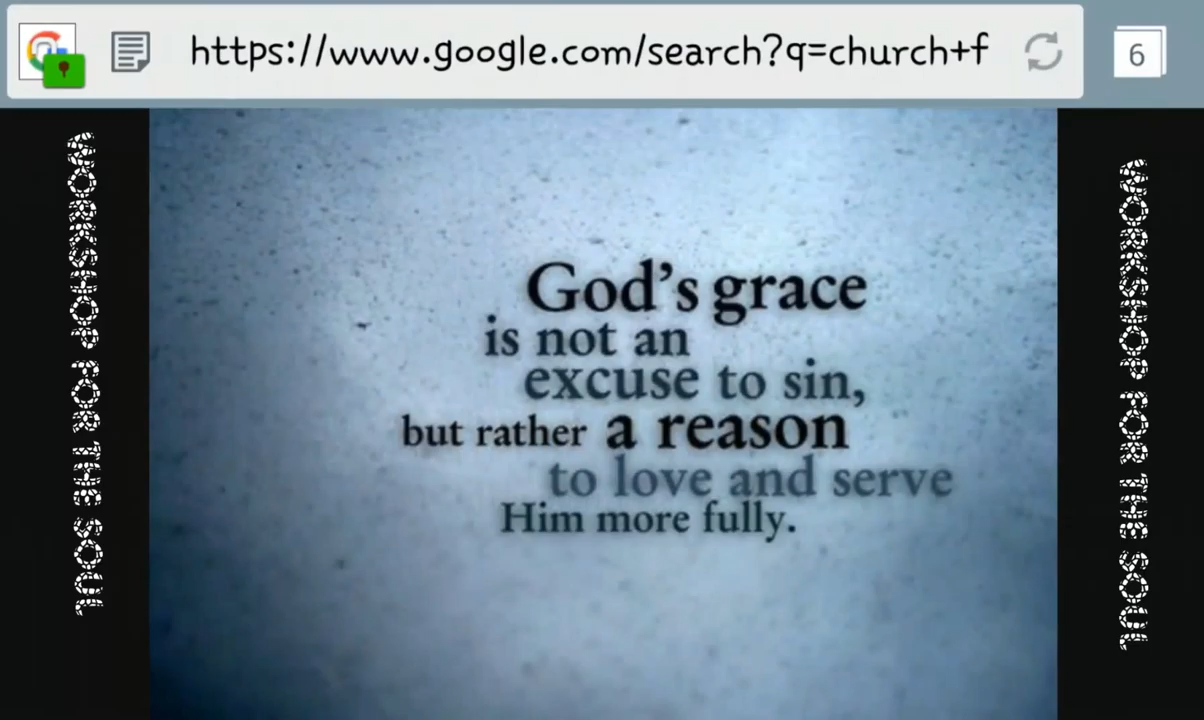 https://www.google.com/search?q=church+f
6
WORKSHOP FOR THE SOUL
God's grace
is not an
excuse to sin,
but rather a reason
to love and serve
Him more fully.
WORKSHOP FOR THE SOUL